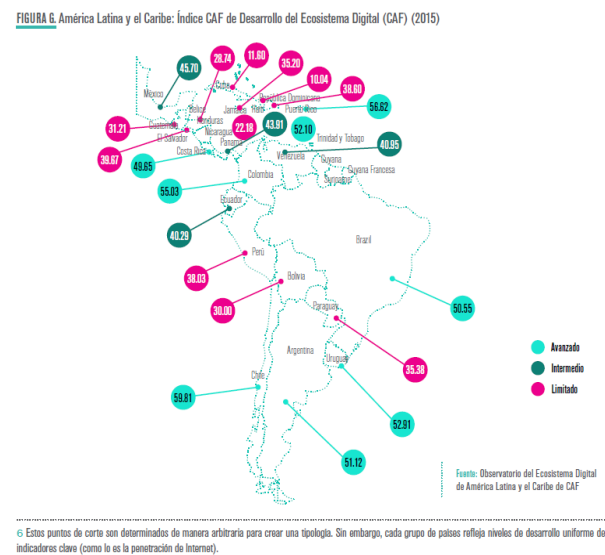 FIGURA G. América Latina y el Caribe: Índice CAF de Desarrollo del Ecosistema Digital (CAF) (2015)
28.74
11.60
35.20
45.70
10.04
38.60
56.62
México
Cuba
República Dominicana
Puerto Rico
Jamaica
Haití
Belice
Honduras
31.21
Guatemala
22.18
43.91
52.10
Nicaragua
El Salvador
Trinidad y Tobago
39.67
Costa Rica
Panamá
40.95
Venezuela
49.65
Guyana
Guyana Francesa
Suriname
Colombia
55.03
Ecuador
40.29
Brazil
Perú
38.03
Bolivia
30.00
50.55
Paraguay
Argentina
Avanzado
Uruguay
Intermedio
35.38
Chile
Limitado
59.81
52.91
51.12
Fuente: Observatorio del Ecosistema Digital
de América Latina y el Caribe de CAF
6 Estos puntos de corte son determinados de manera arbitraria para crear una tipología. Sin embargo, cada grupo de países refleja niveles de desarrollo uniforme de
indicadores clave (como lo es la penetración de Internet).